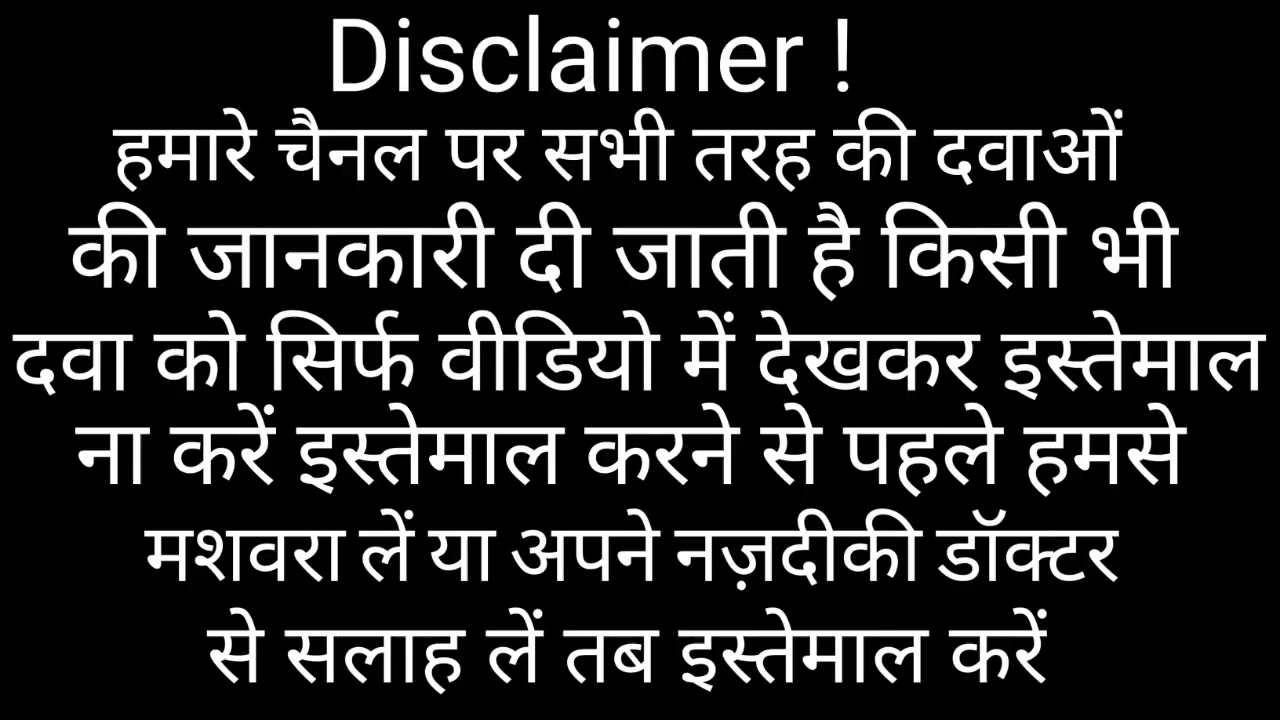 Disclaimer !
हमारे चैनल पर सभी तरह की दवाओं
की जानकारी दी जाती है किसी भी
दवा को सिर्फ वीडियो में देखकर इस्तेमाल
ना करें इस्तेमाल करने से पहले हमसे
मशवरा लें या अपने नज़दीकी डॉक्टर
से सलाह लें तब इस्तेमाल करें